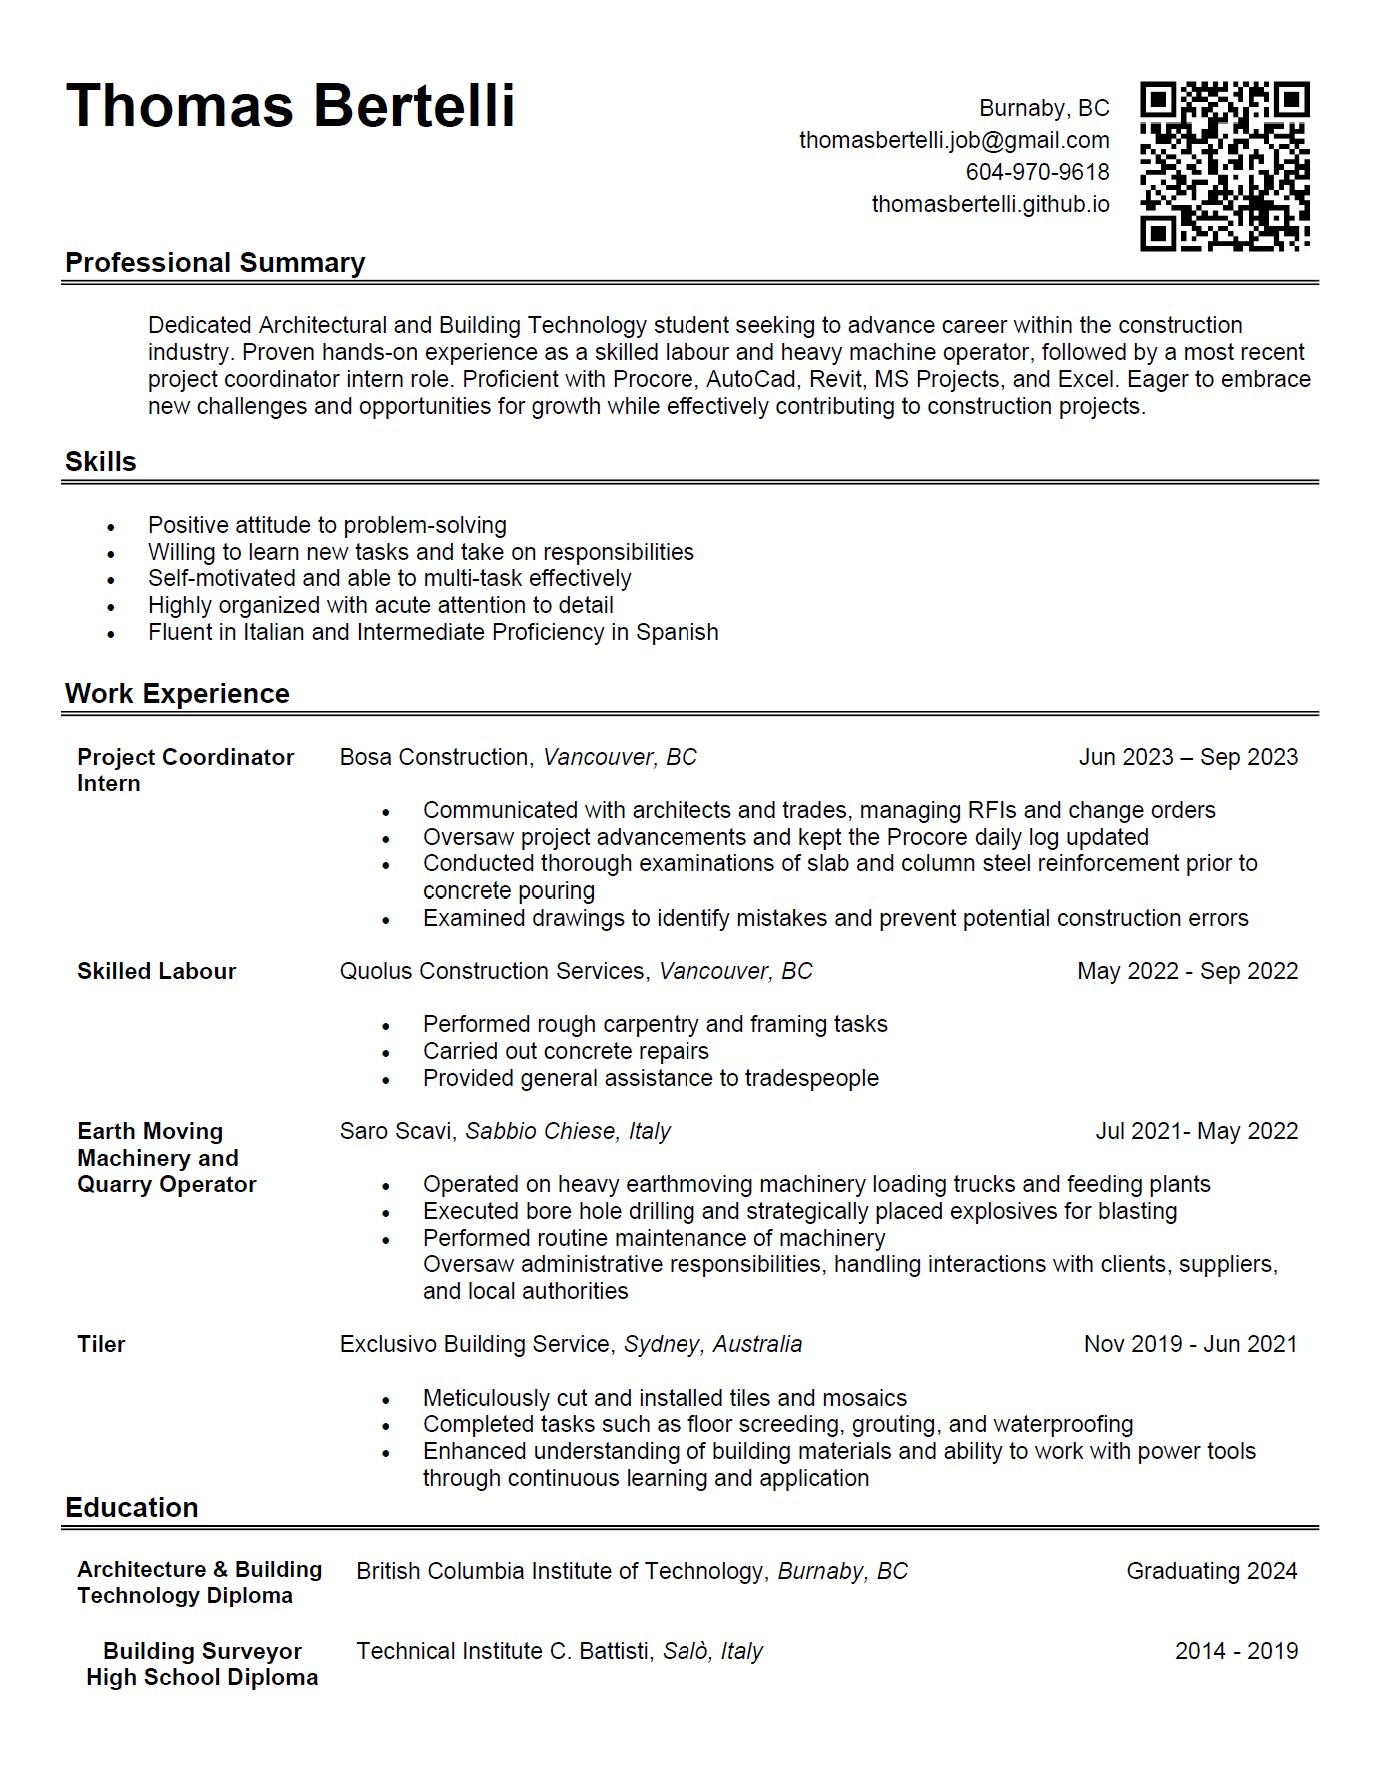 Thomas Bertelli
Burnaby, BC
thomasbertelli.job@gmail.com
604-970-9618
thomasbertelli.github.io
Professional Summary
Dedicated Architectural and Building Technology student seeking to advance career within the construction
industry. Proven hands-on experience as a skilled labour and heavy machine operator, followed by a most recent
project coordinator intern role. Proficient with Procore, AutoCad, Revit, MS Projects, and Excel. Eager to embrace
new challenges and opportunities for growth while effectively contributing to construction projects.
Skills
• Positive attitude to problem-solving
• Willing to learn new tasks and take on responsibilities
• Self-motivated and able to multi-task effectively
• Highly organized with acute attention to detail
• Fluent in Italian and Intermediate Proficiency in Spanish
Work Experience
Project Coordinator
Intern
Bosa Construction, Vancouver, BC
Jun 2023 – Sep 2023
• Communicated with architects and trades, managing RFIs and change orders
• Oversaw project advancements and kept the Procore daily log updated
• Conducted thorough examinations of slab and column steel reinforcement prior to
concrete pouring
• Examined drawings to identify mistakes and prevent potential construction errors
Skilled Labour
Quolus Construction Services, Vancouver, BC
May 2022 - Sep 2022
• Performed rough carpentry and framing tasks
• Carried out concrete repairs
• Provided general assistance to tradespeople
Earth Moving
Machinery and
Quarry Operator
Saro Scavi, Sabbio Chiese, Italy
Jul 2021- May 2022
• Operated on heavy earthmoving machinery loading trucks and feeding plants
• Executed bore hole drilling and strategically placed explosives for blasting
• Performed routine maintenance of machinery
Oversaw administrative responsibilities, handling interactions with clients, suppliers,
and local authorities
Tiler
Exclusivo Building Service, Sydney, Australia
Nov 2019 - Jun 2021
• Meticulously cut and installed tiles and mosaics
• Completed tasks such as floor screeding, grouting, and waterproofing
• Enhanced understanding of building materials and ability to work with power tools
through continuous learning and application
Education
Architecture & Building
Technology Diploma
British Columbia Institute of Technology, Burnaby, BC
Graduating 2024
Building Surveyor
High School Diploma
Technical Institute C. Battisti, Salò, Italy
2014 - 2019